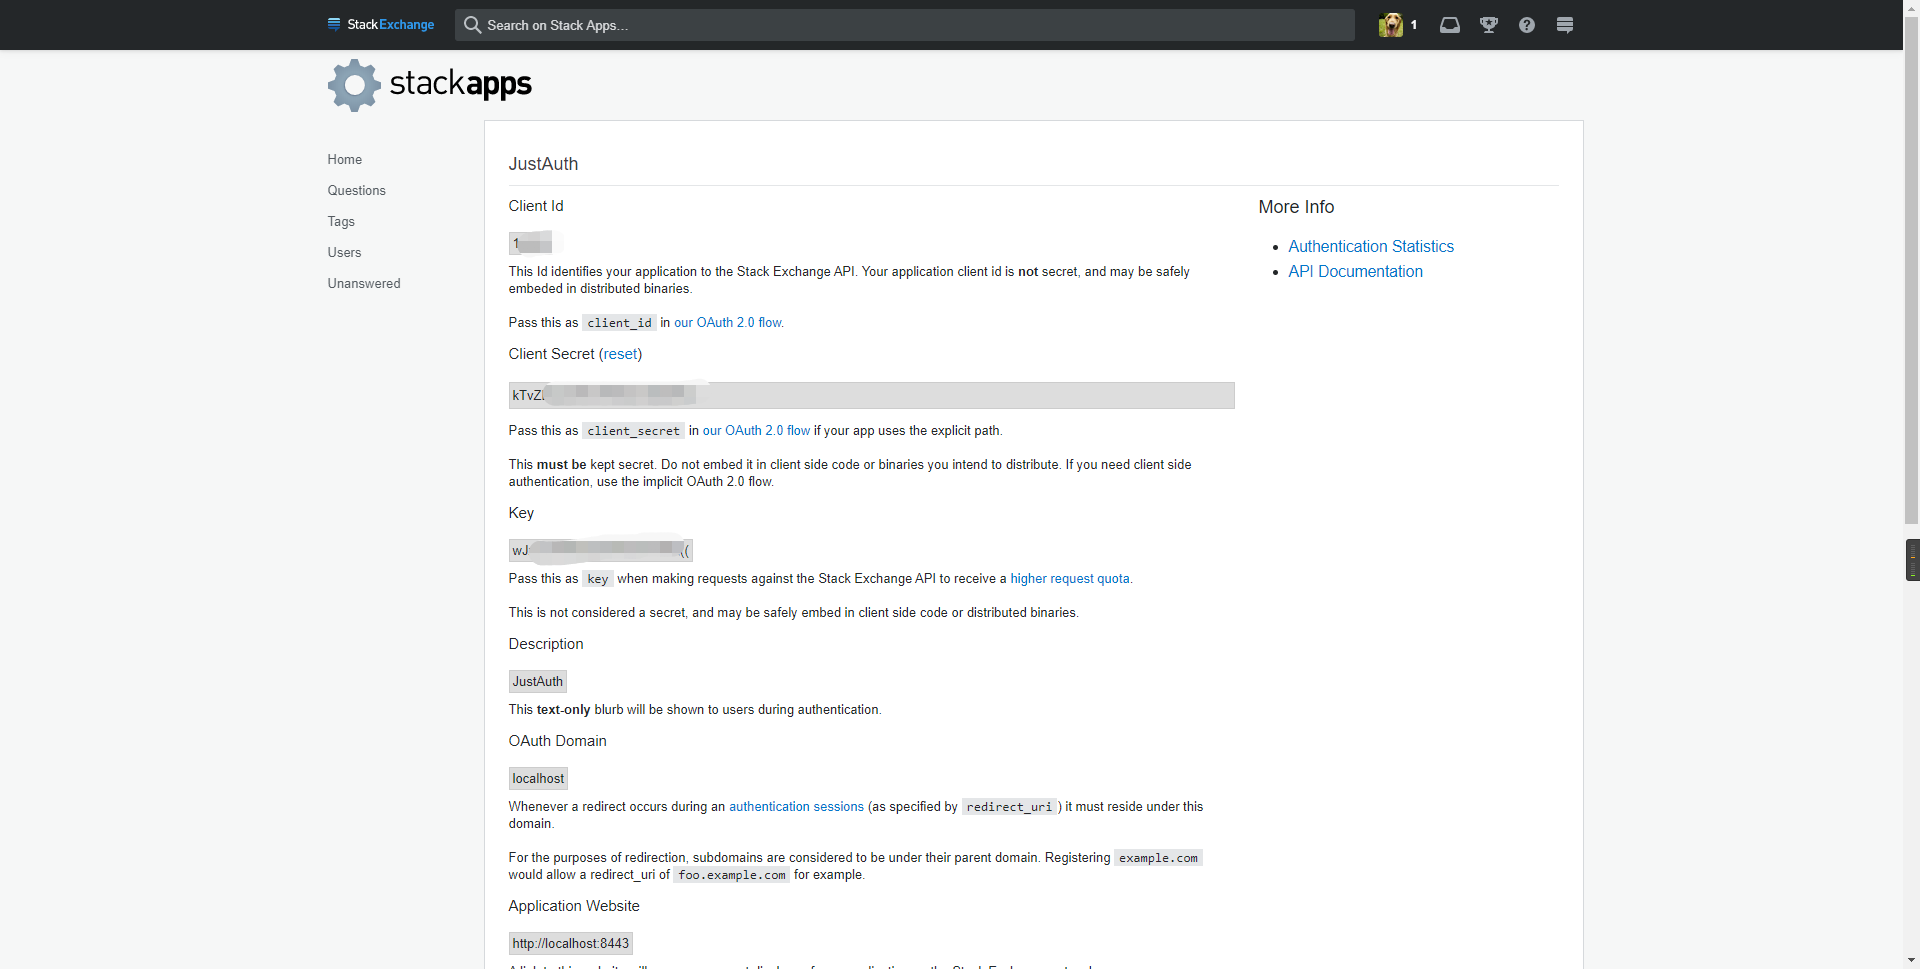 StackExchange
Search on Stack Apps...
1
stackapps
Home
Questions
Tags
Users
Unanswered
JustAuth
Client Id
1
This Id identifies your application to the Stack Exchange API. Your application client id is not secret, and may be safely
embeded in distributed binaries.
Pass this as client_id in our OAuth 2.0 flow.
Client Secret (reset)
kTvZ
Pass this as client_secret in our OAuth 2.0 flow if your app uses the explicit path.
This must be kept secret. Do not embed it in client side code or binaries you intend to distribute. If you need client side
authentication, use the implicit OAuth 2.0 flow.
Key
wJ ((
Pass this as key when making requests against the Stack Exchange API to receive a higher request quota.
This is not considered a secret, and may be safely embed in client side code or distributed binaries.
Description
JustAuth
This text-only blurb will be shown to users during authentication.
OAuth Domain
localhost
Whenever a redirect occurs during an authentication sessions (as specified by redirect_uri ) it must reside under this
domain.
For the purposes of redirection, subdomains are considered to be under their parent domain. Registering example.com
would allow a redirect_uri of foo.example.com for example.
Application Website
http://localhost:8443
More Info
Authentication Statistics
API Documentation